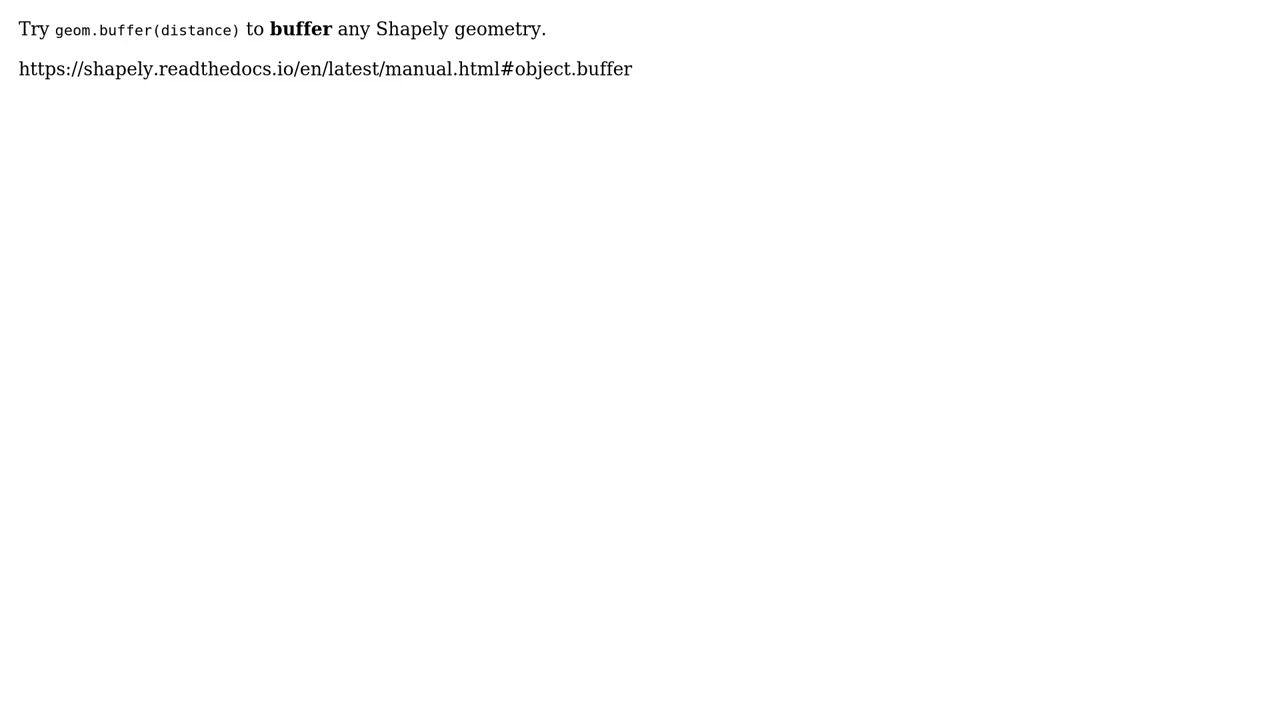 Try geom.buffer(distance) to buffer any Shapely geometry.
https://shapely.readthedocs.io/en/latest/manual.html#object.buffer